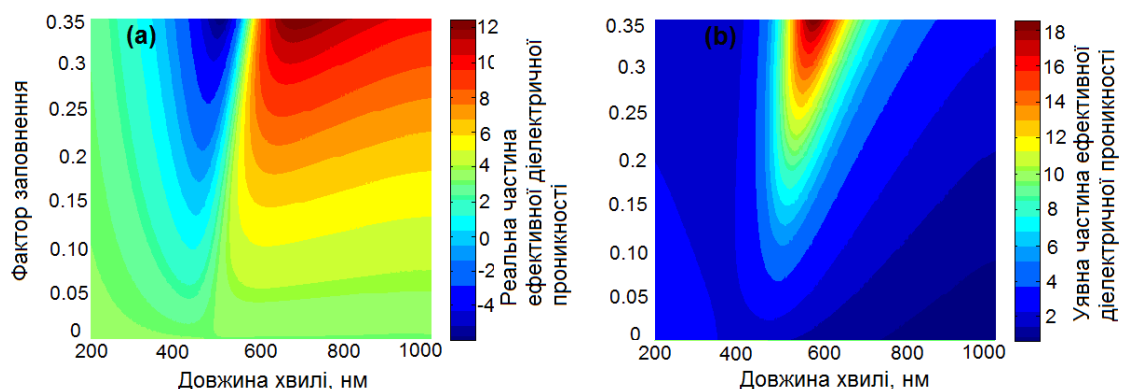 (a)
Фактор заповнення
0.35
0.3
0.25
0.2
0.15
0.10
0.05
0
200 400 600 800 1000
Довжина хвилі, нм
12
1(
8
6
4
2
0
-2
-4
Реальна частина
ефективної діелектричної
проникності
(b)
0.35
0.3
0.25
0.2
0.15
0.10
0.05
0
200 400 600 800 1000
Довжина хвилі, нм
18
16
14
12
10
8
6
4
2
Уявна частині ефективної
діелектричної проникності